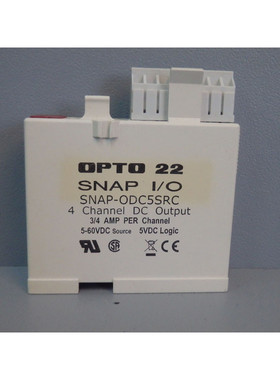 OPTO 22
SNAP I/O
SNAP-ODC5SRC
4 Channel DC Output
3/4 AMP PER Channel
5-60VDC Source 5VDC Logic